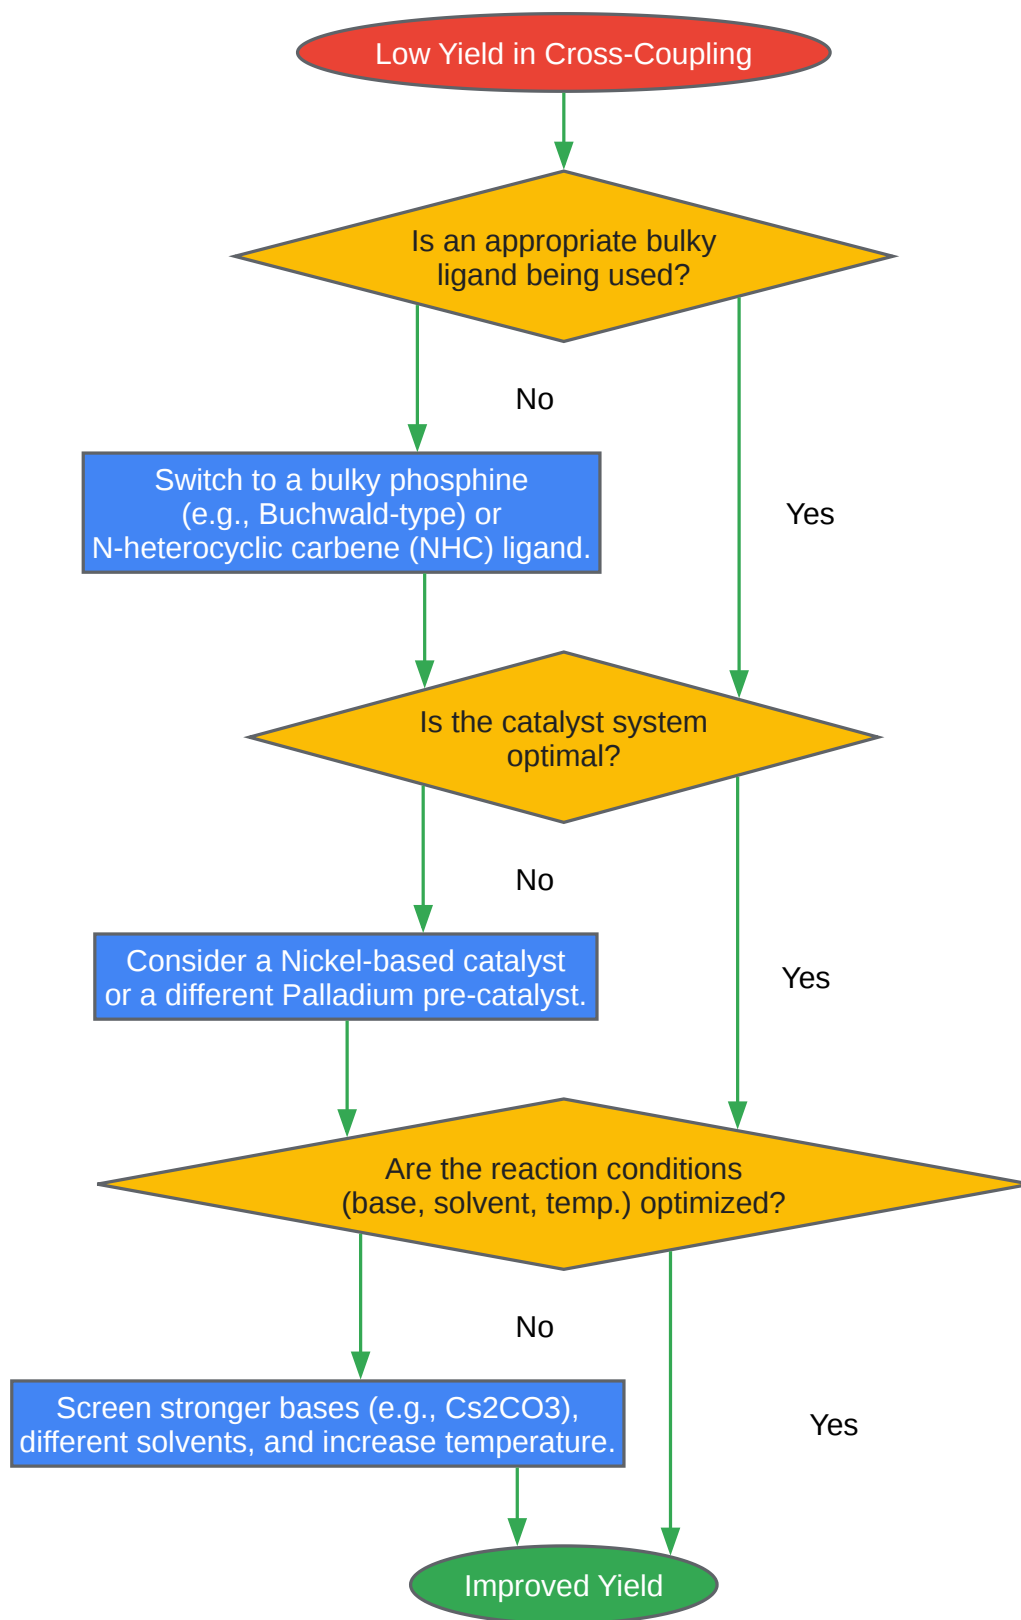 Low Yield in Cross-Coupling
Is an appropriate bulky
ligand being used?
No
Switch to a bulky phosphine
(e.g., Buchwald-type) or
N-heterocyclic carbene (NHC) ligand.
Yes
Is the catalyst system
optimal?
No
Consider a Nickel-based catalyst
or a different Palladium pre-catalyst.
Yes
Are the reaction conditions
(base, solvent, temp.) optimized?
No
Screen stronger bases (e.g., Cs2CO3),
different solvents, and increase temperature.
Yes
Improved Yield